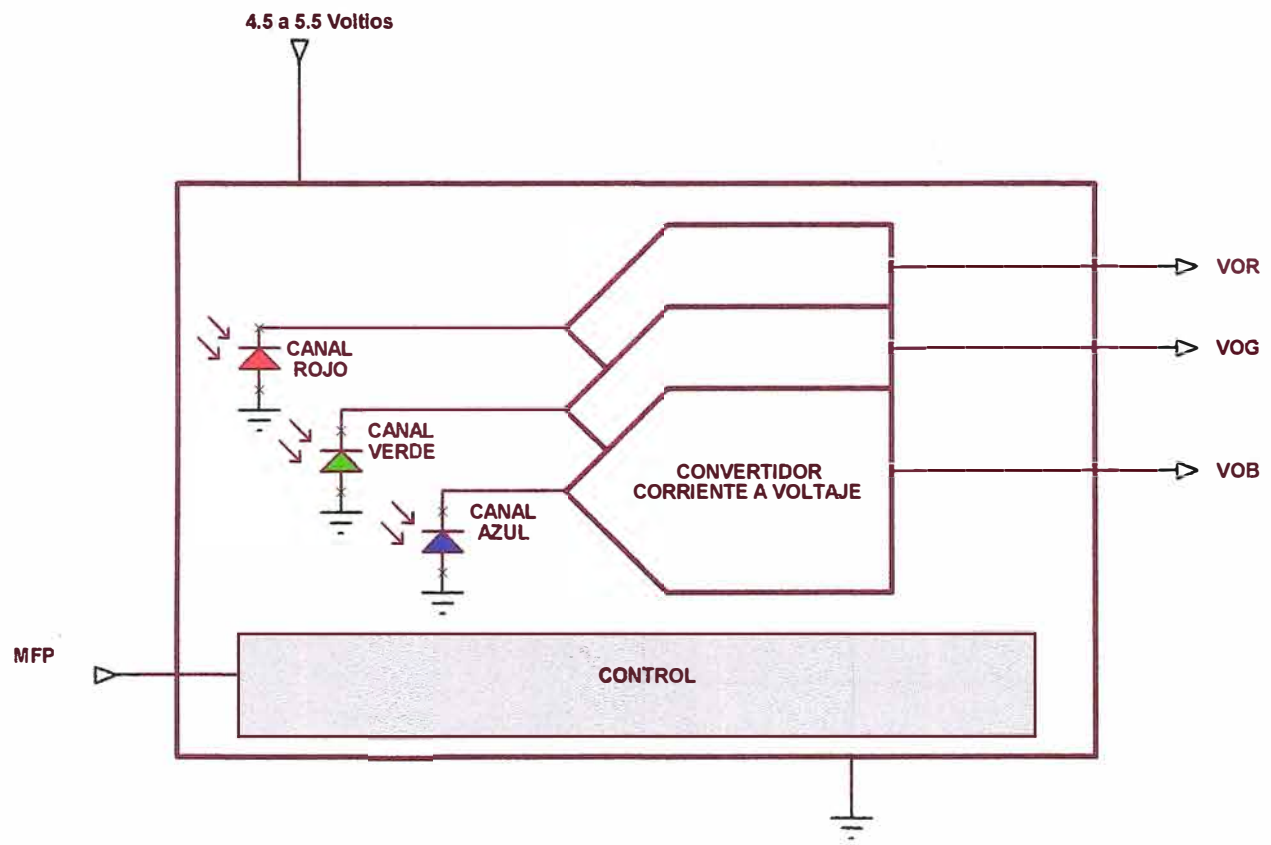 4.5 a 5.5 Voltios
VOR
CANAL
ROJO
VOG
CANAL
VERDE
CONVERTIDOR
CORRIENTE A VOLTAJE
VOB
CANAL
AZUL
MFP
CONTROL